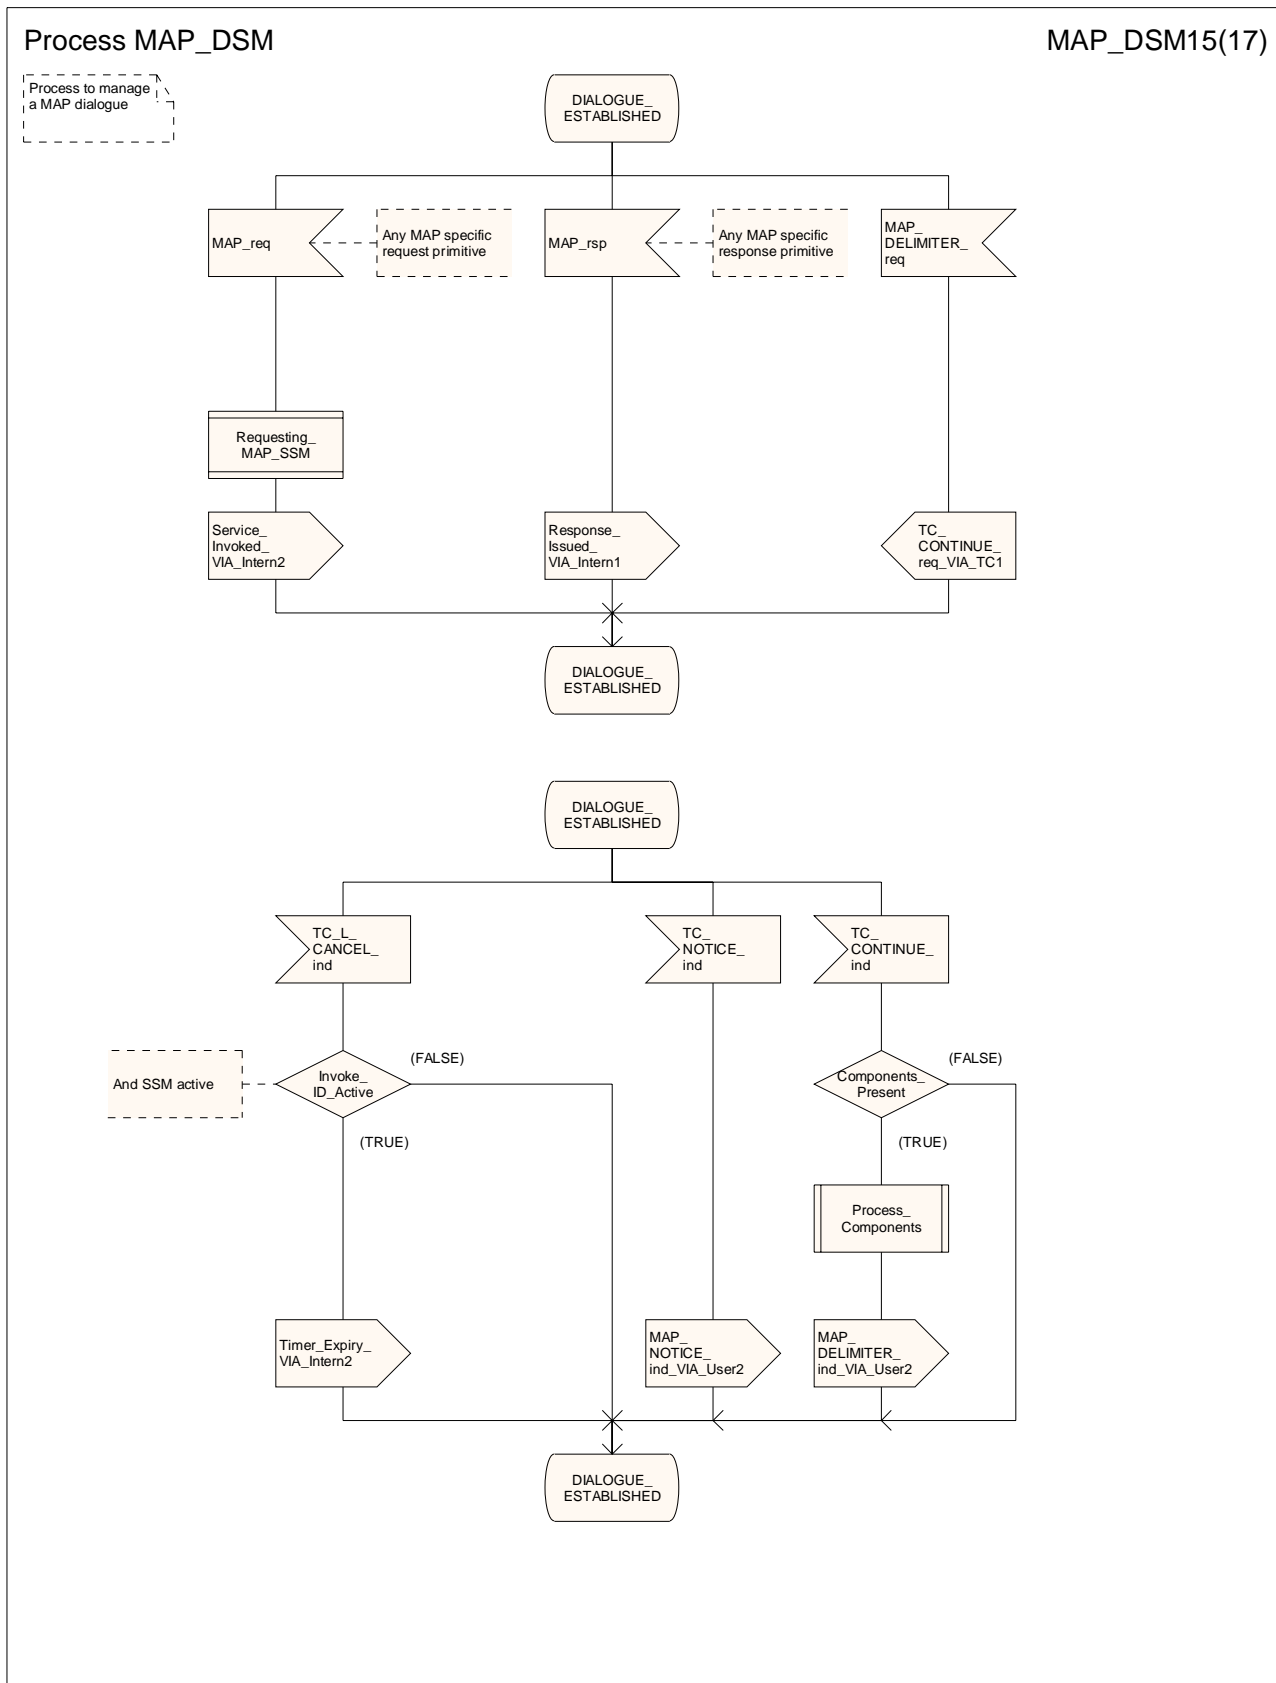 Process MAP_DSM
MAP_DSM15(17)
Process to manage
a MAP dialogue
DIALOGUE_
ESTABLISHED
MAP_req
Any MAP specific
request primitive
MAP_rsp
Any MAP specific
response primitive
MAP_
DELIMITER_
req
Requesting_
MAP_SSM
Service_
Invoked_
VIA_Intern2
Response_
Issued_
VIA_Intern1
TC_
CONTINUE_
req_VIA_TC1
DIALOGUE_
ESTABLISHED
DIALOGUE_
ESTABLISHED
TC_L_
CANCEL_
ind
TC_
NOTICE_
ind
TC_
CONTINUE_
ind
And SSM active
Invoke_
ID_Active
(FALSE)
(TRUE)
Components_
Present
(FALSE)
(TRUE)
Process_
Components
Timer_Expiry_
VIA_Intern2
MAP_
NOTICE_
ind_VIA_User2
MAP_
DELIMITER_
ind_VIA_User2
DIALOGUE_
ESTABLISHED